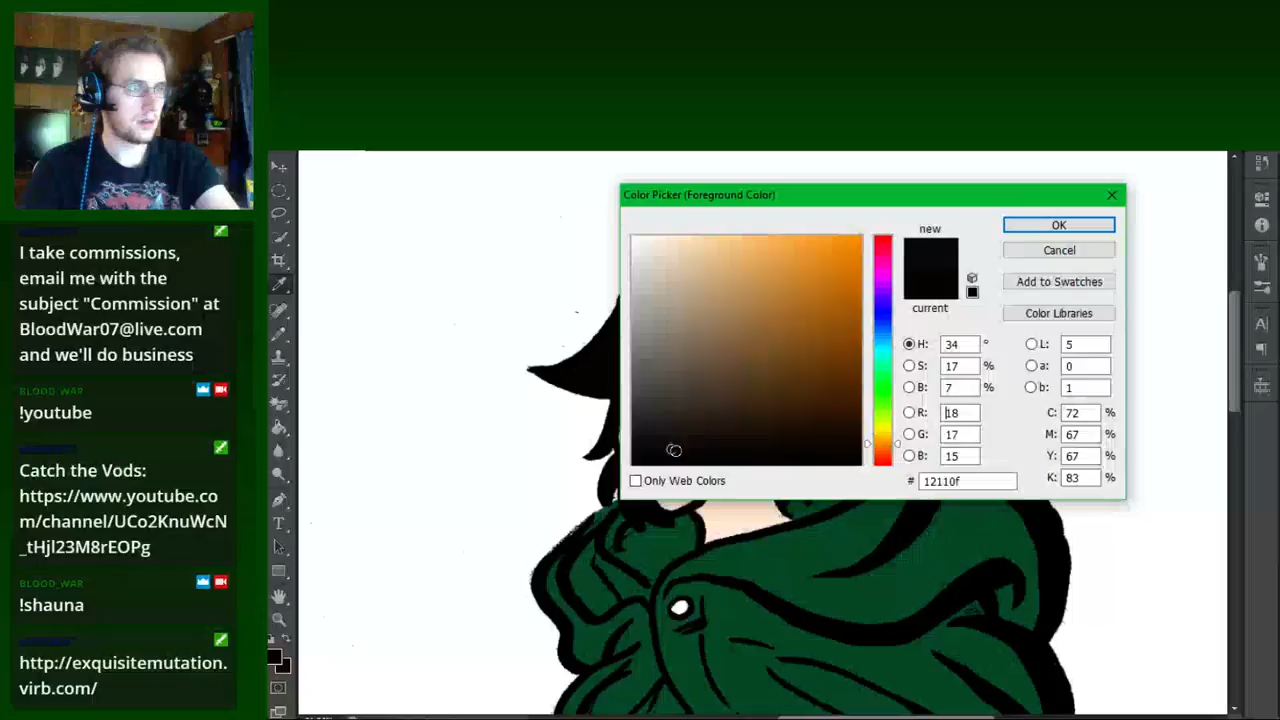 I take commissions,
email me with the
subject "Commission" at
BloodWar07@live.com
and we'll do business
BLOOD_WAR
!youtube
Catch the Vods:
https://www.youtube.co
m/channel/UCo2KnuWcN
_tHjl23M8rEOPg
BLOOD_WAR
!shauna
http://exquisitemutation.
virb.com/
Color Picker (Foreground Color)
new
current
OK
Cancel
Add to Swatches
Color Libraries
H: 34 °
S: 17 %
B: 7 %
R: 18
G: 17
B: 15
# 12110f
L: 5
a: 0
b: 1
C: 72 %
M: 67 %
Y: 67 %
K: 83 %
Only Web Colors